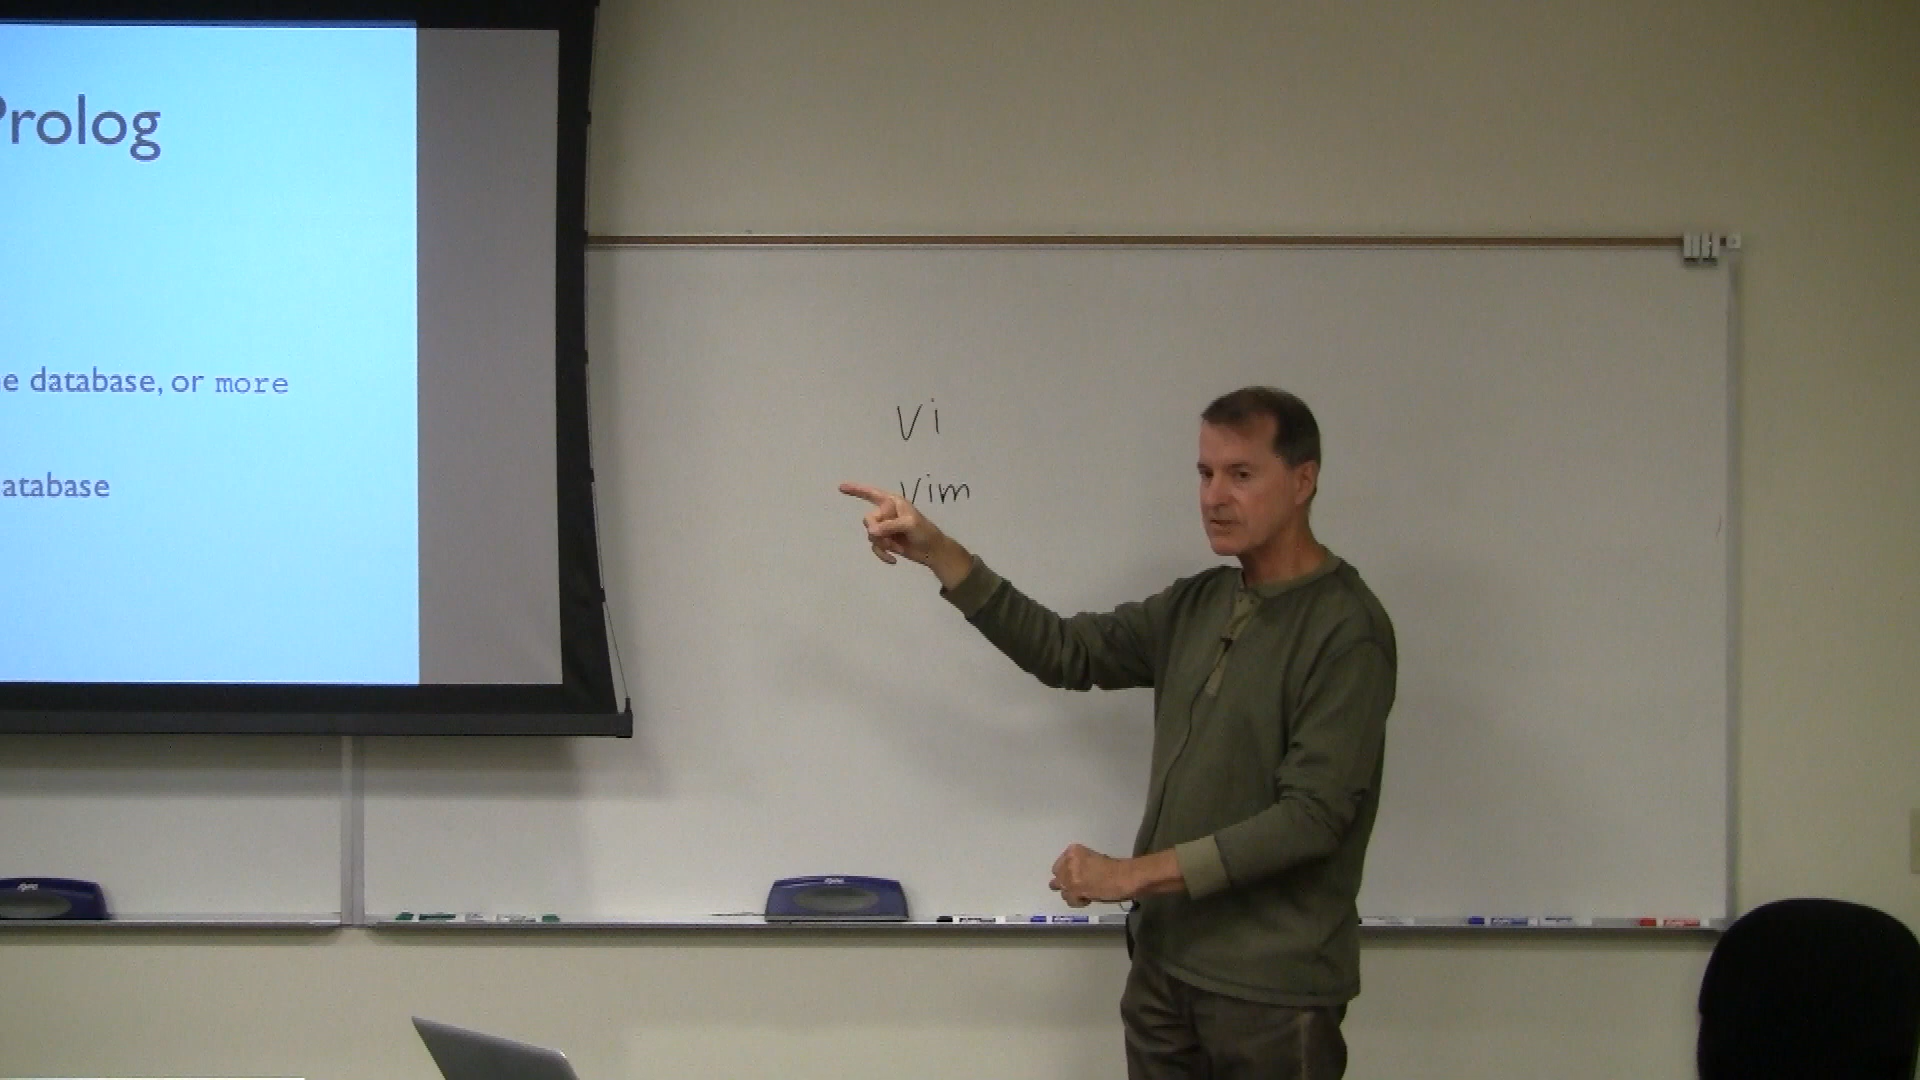 Prolog
e database, or more
atabase
Vi
Vim